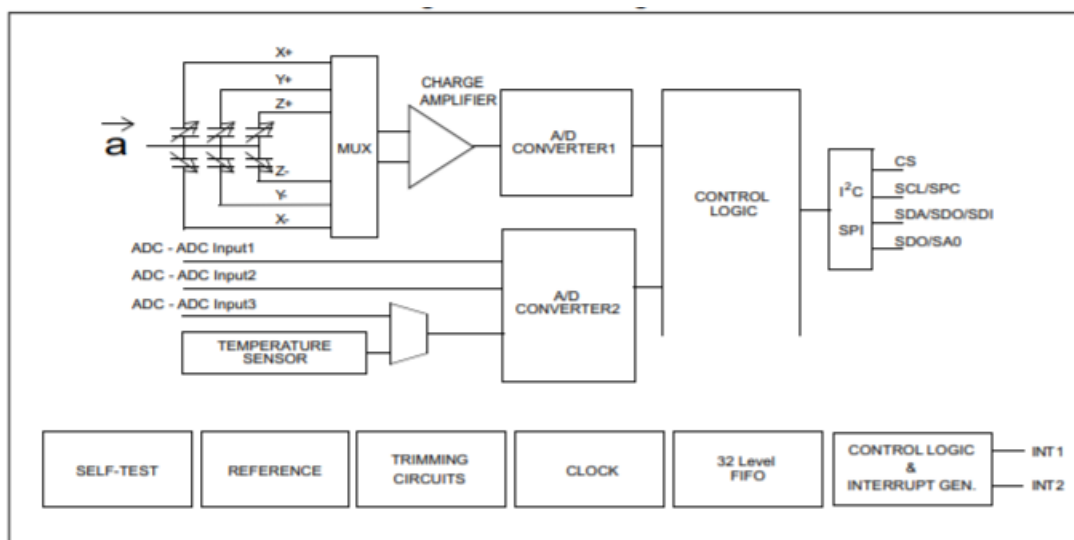 X+
Y+
Z+
CHARGE
AMPLIFIER
a
MUX
A/D
CONVERTER1
Z-
Y-
X-
CONTROL
LOGIC
I²C
SPI
CS
SCL/SPC
SDA/SDO/SDI
SDO/SA0
ADC - ADC Input1
ADC - ADC Input2
ADC - ADC Input3
A/D
CONVERTER2
TEMPERATURE
SENSOR
SELF-TEST
REFERENCE
TRIMMING
CIRCUITS
CLOCK
32 Level
FIFO
CONTROL LOGIC
&
INTERRUPT GEN.
INT1
INT2